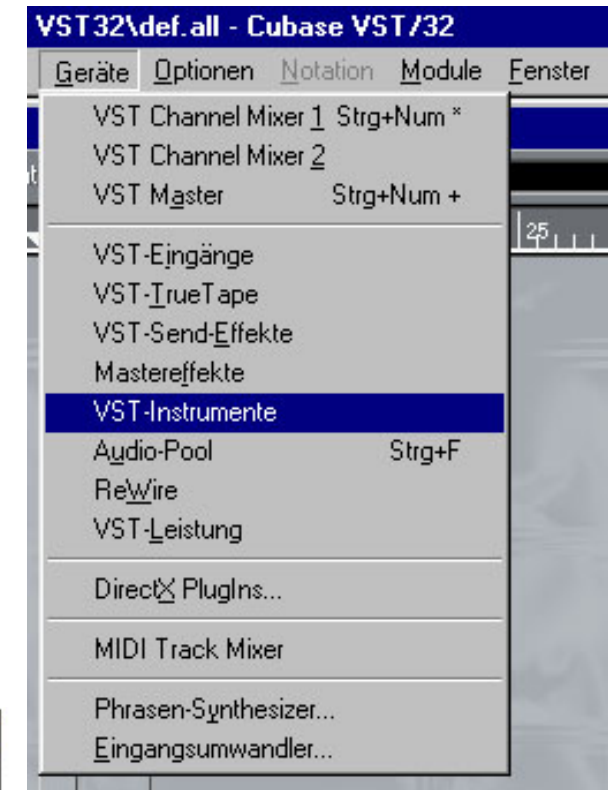 VST32\def.all - Cubase VST/32
Geräte Optionen Notation Module Fenster
VST Channel Mixer 1 Strg+Num *
VST Channel Mixer 2
VST Master Strg+Num +
25
VST-Eingänge
VST-TrueTape
VST-Send-Effekte
Mastereffekte
VST-Instrumente
Audio-Pool Strg+F
ReWire
VST-Leistung
DirectX PlugIns...
MIDI Track Mixer
Phrasen-Synthesizer...
Eingangsumwandler...